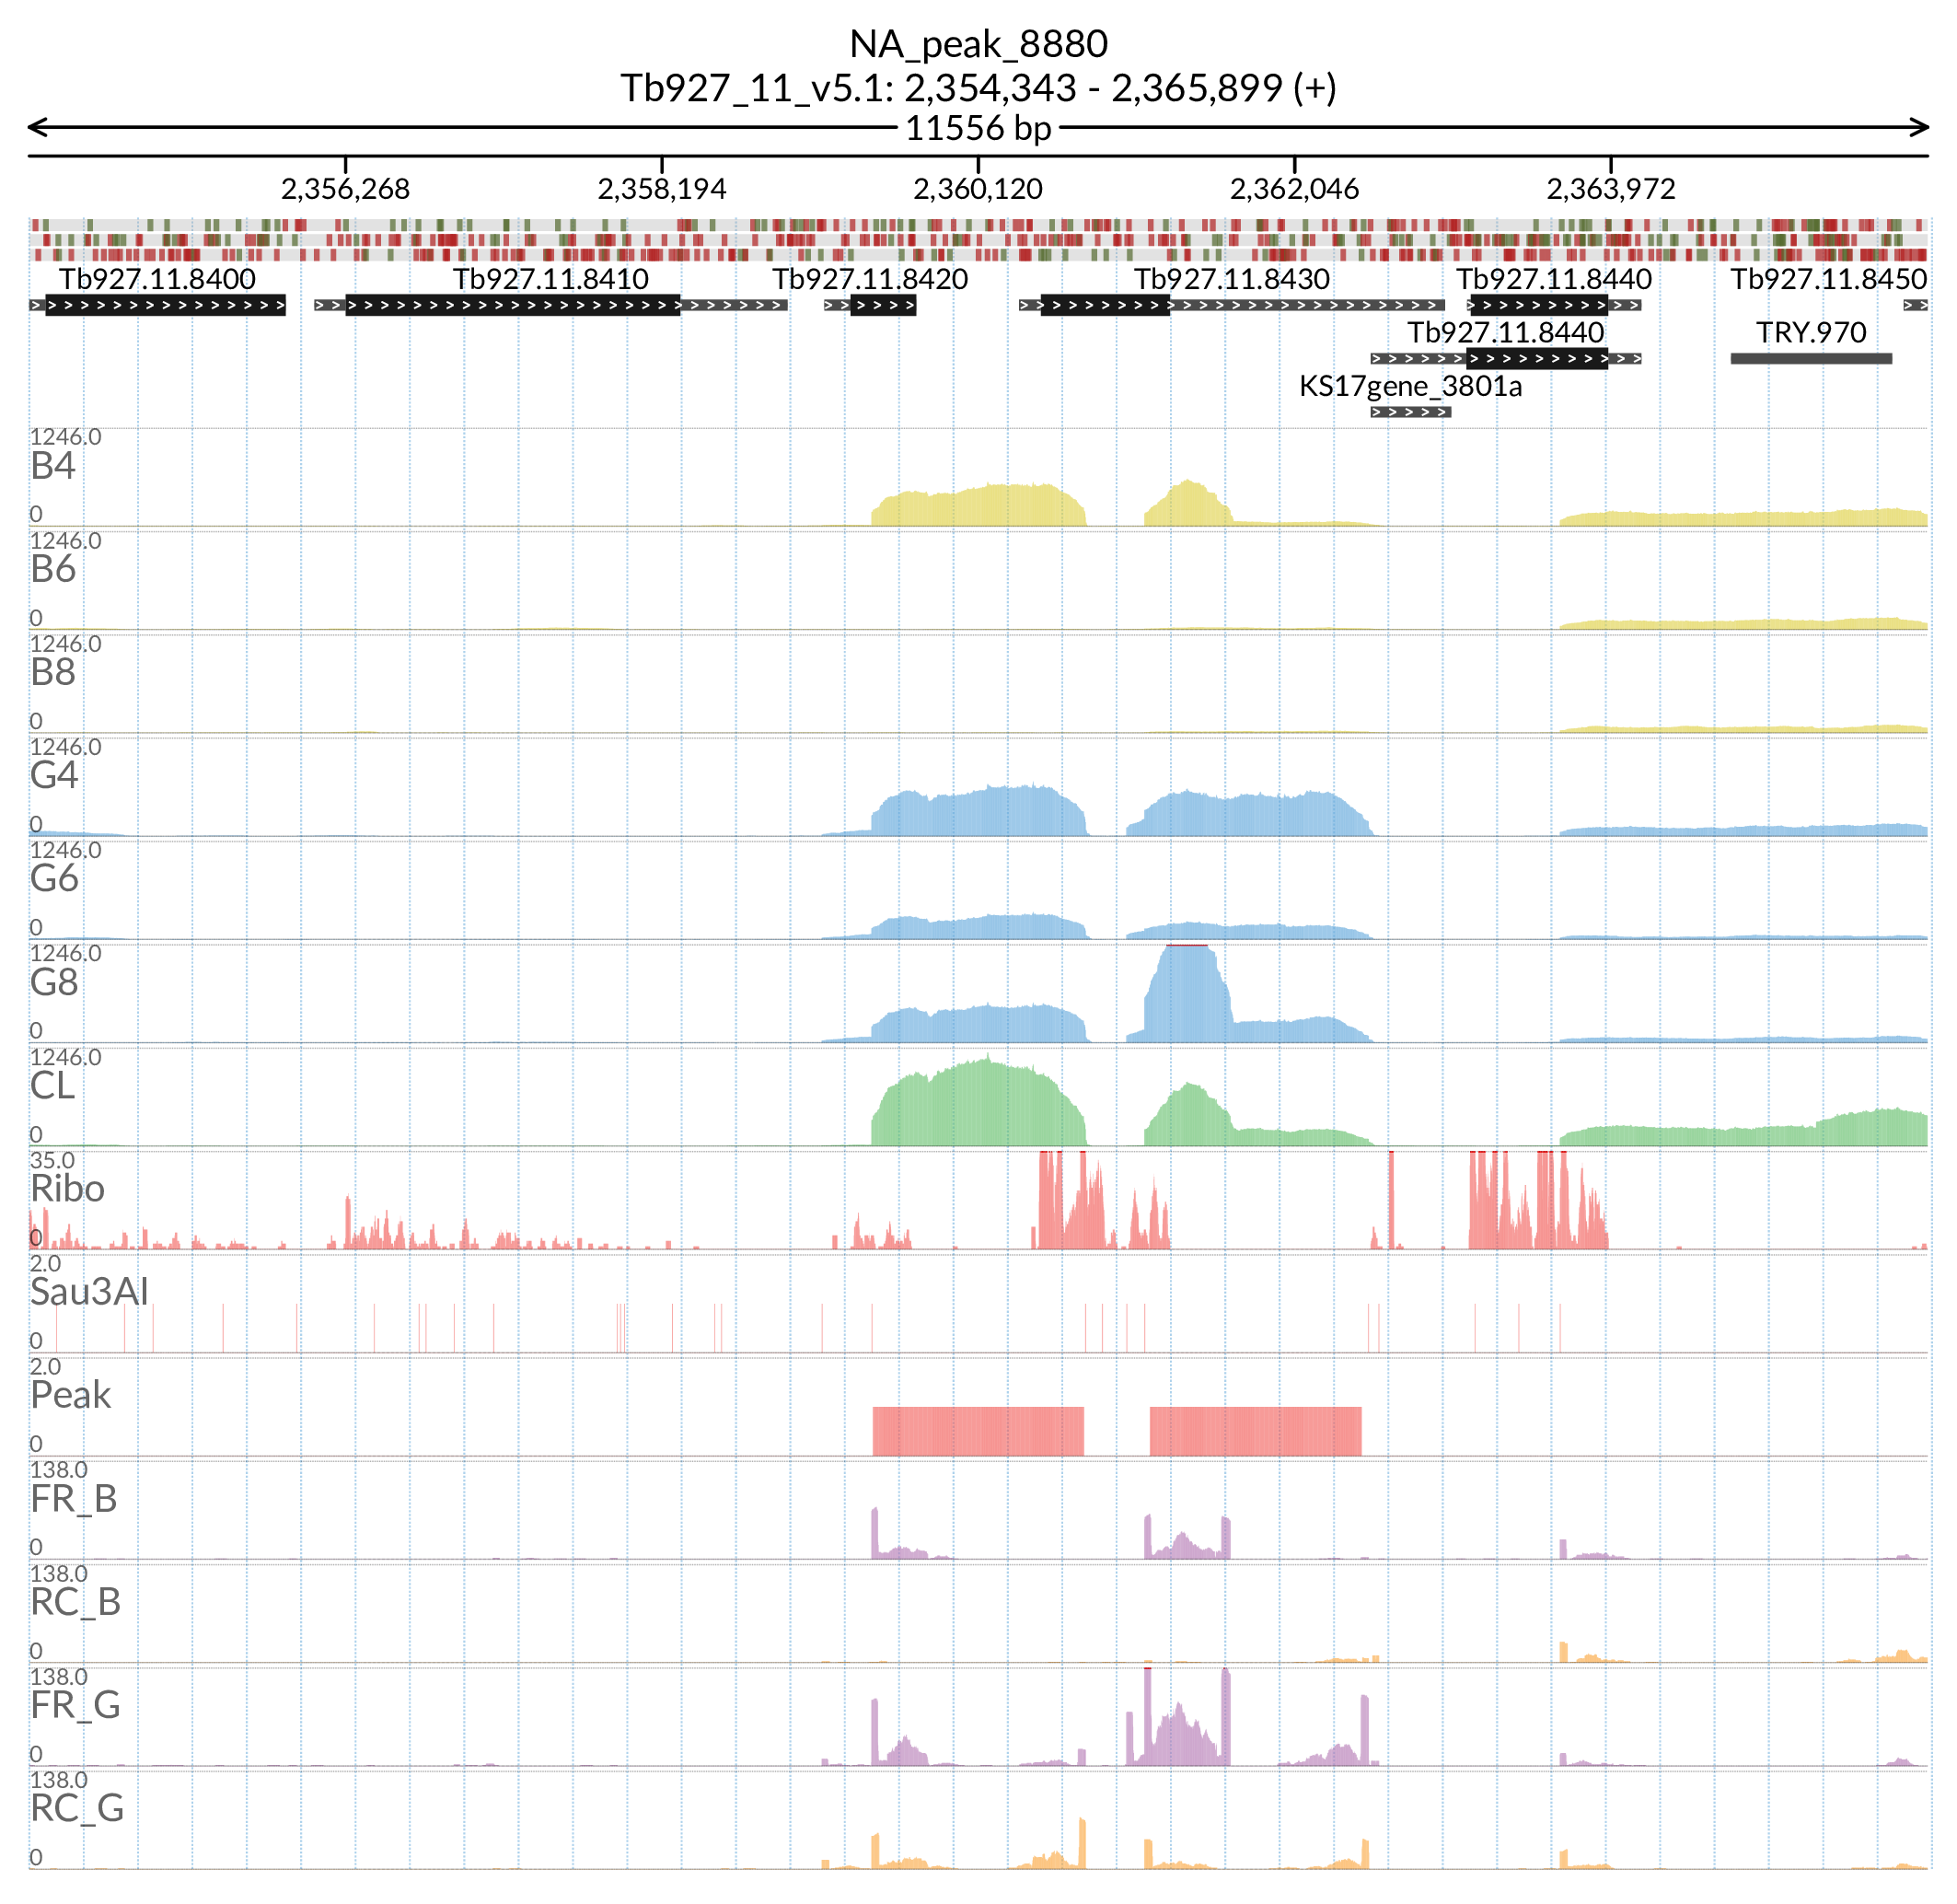 NA_peak_8880
Tb927_11_v5.1: 2,354,343 - 2,365,899 (+)
11556 bp
2,356,268 2,358,194 2,360,120 2,362,046 2,363,972
Tb927.11.8400 Tb927.11.8410 Tb927.11.8420 Tb927.11.8430 Tb927.11.8440 Tb927.11.8450
Tb927.11.8440 TRY.970
KS17gene_3801a
1246.0
B4
0
1246.0
B6
0
1246.0
B8
0
1246.0
G4
0
1246.0
G6
0
1246.0
G8
0
1246.0
CL
0
35.0
Ribo
0
2.0
Sau3AI
0
2.0
Peak
0
138.0
FR_B
0
138.0
RC_B
0
138.0
FR_G
0
138.0
RC_G
0